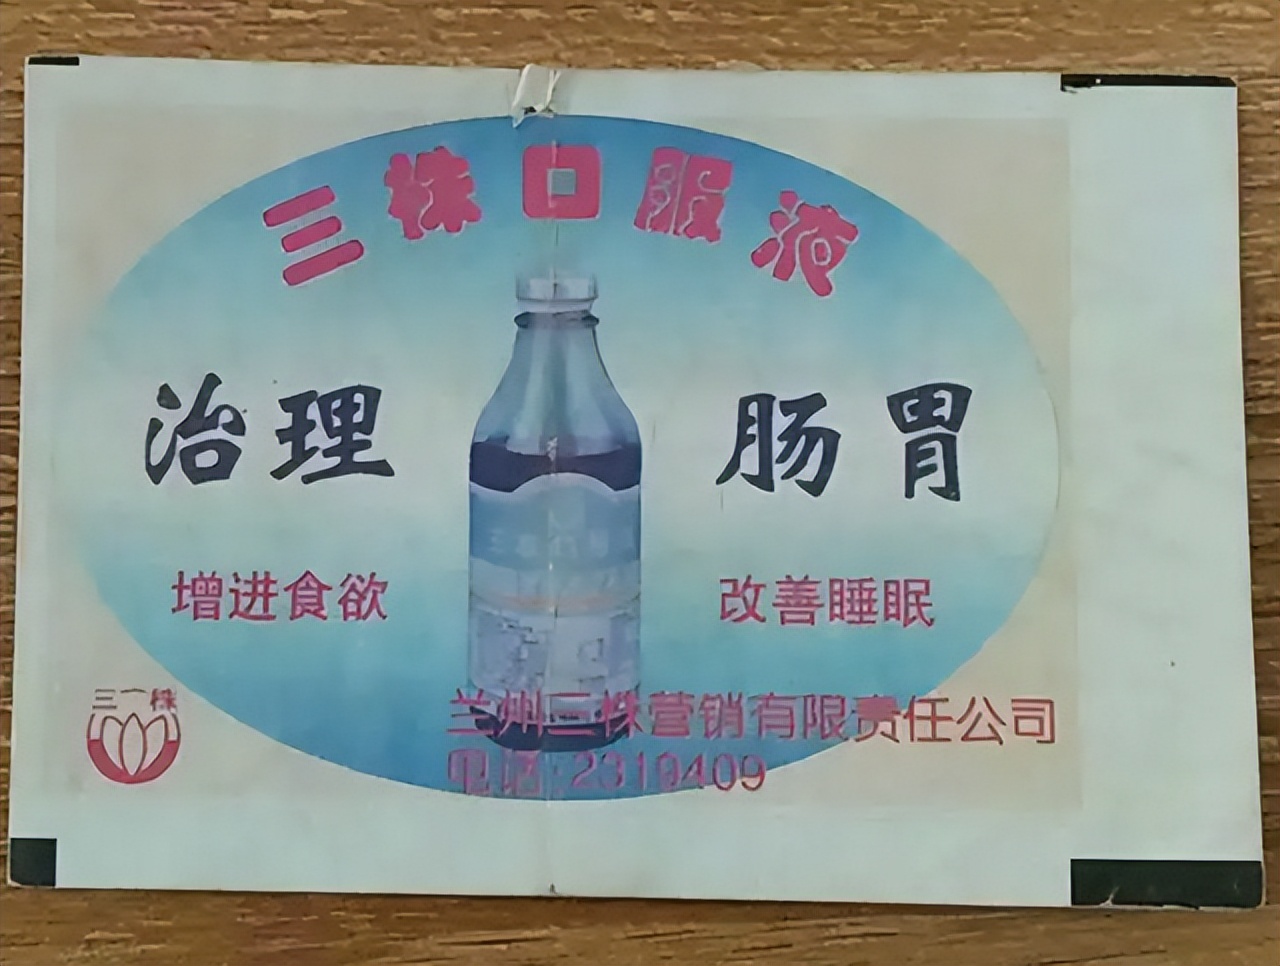 三株口服液
治理 肠胃
增进食欲 改善睡眠
三株
兰州三株营销有限责任公司
电话:2319409